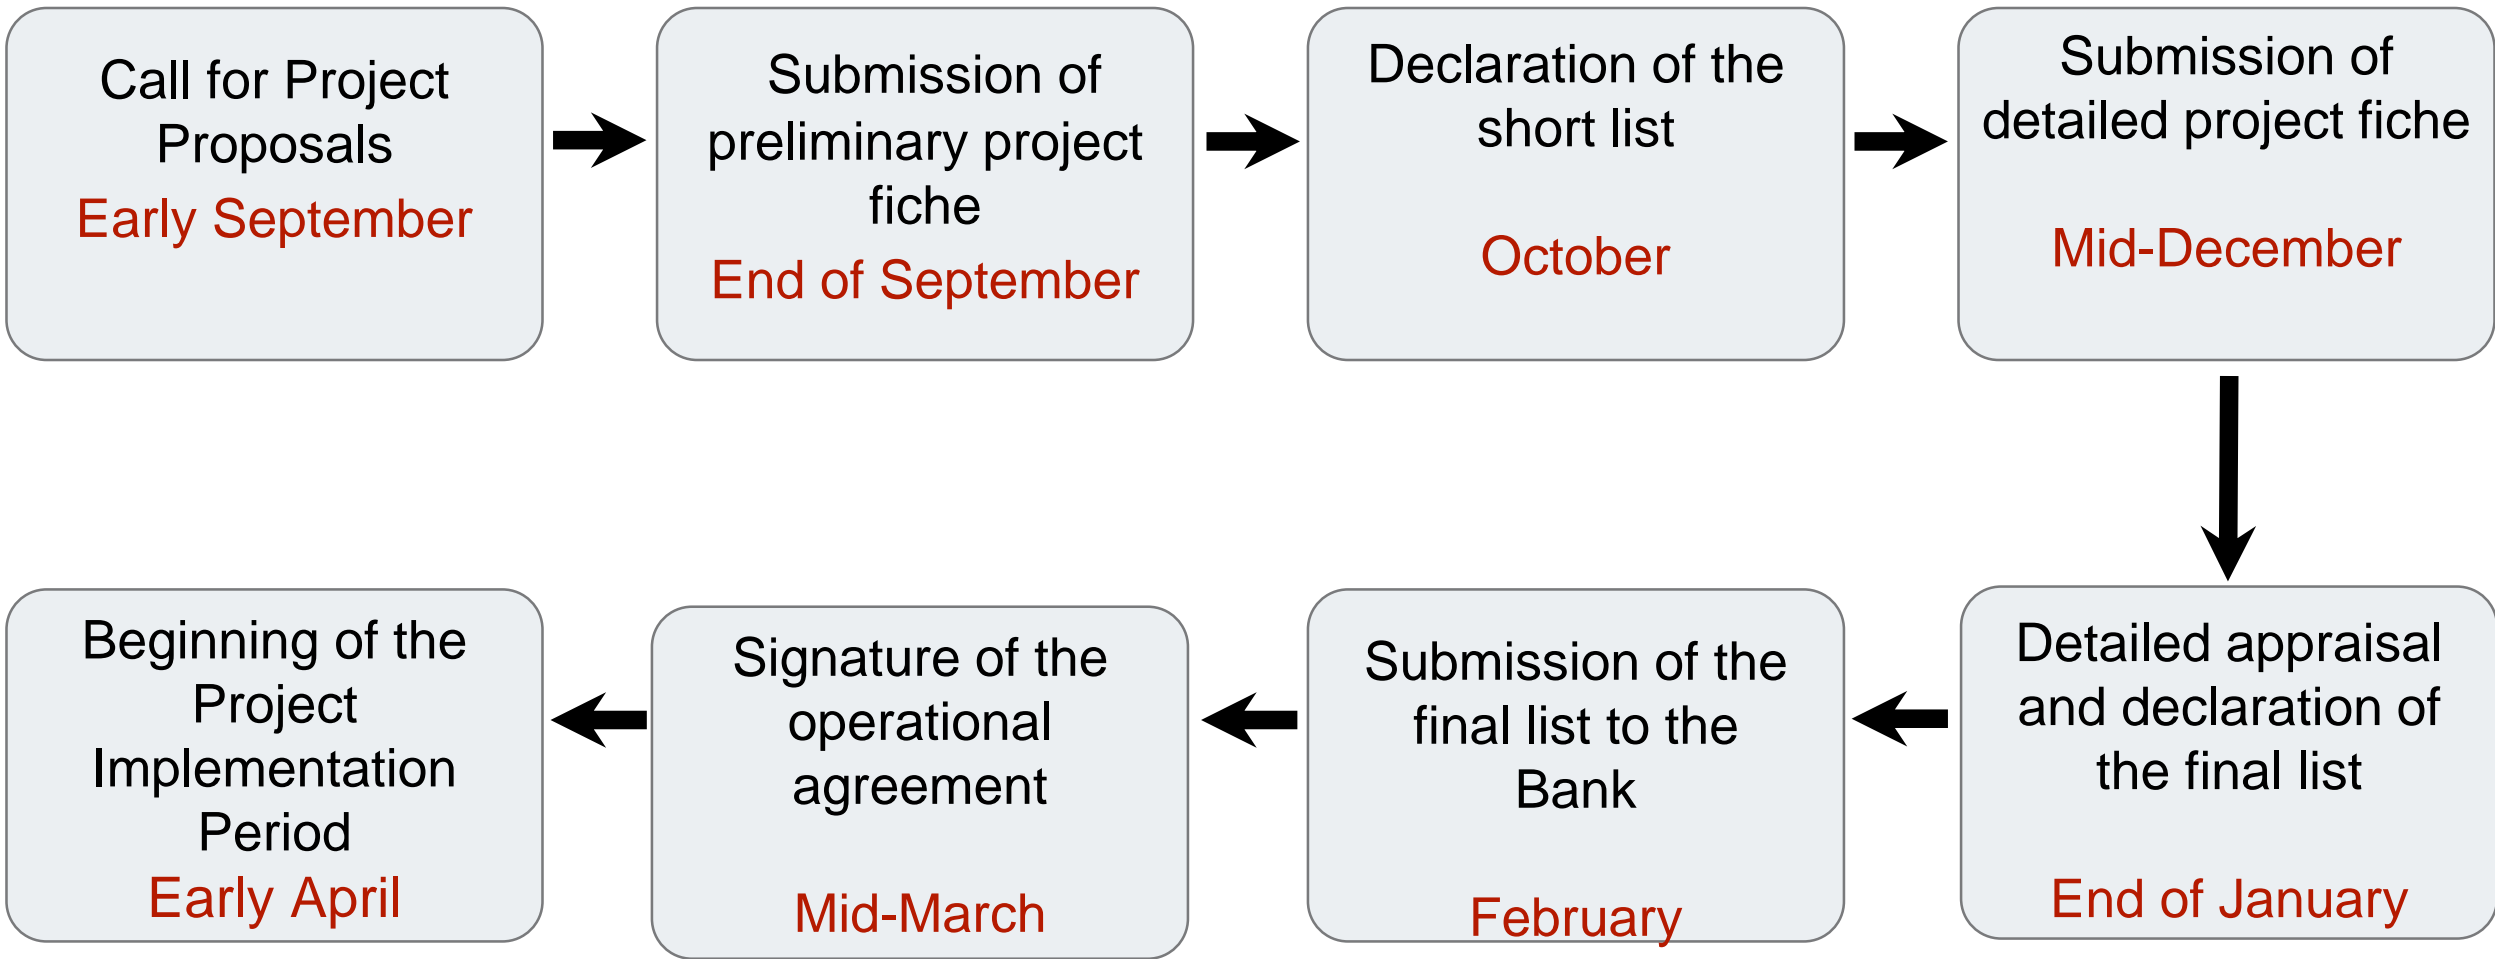 Call for Project
Proposals
Early September
Submission of
preliminary project
fiche
End of September
Declaration of the
short list
October
Submission of
detailed project fiche
Mid-December
Detailed appraisal
and declaration of
the final list
End of January
Submission of the
final list to the
Bank
February
Signature of the
operational
agreement
Mid-March
Beginning of the
Project
Implementation
Period
Early April